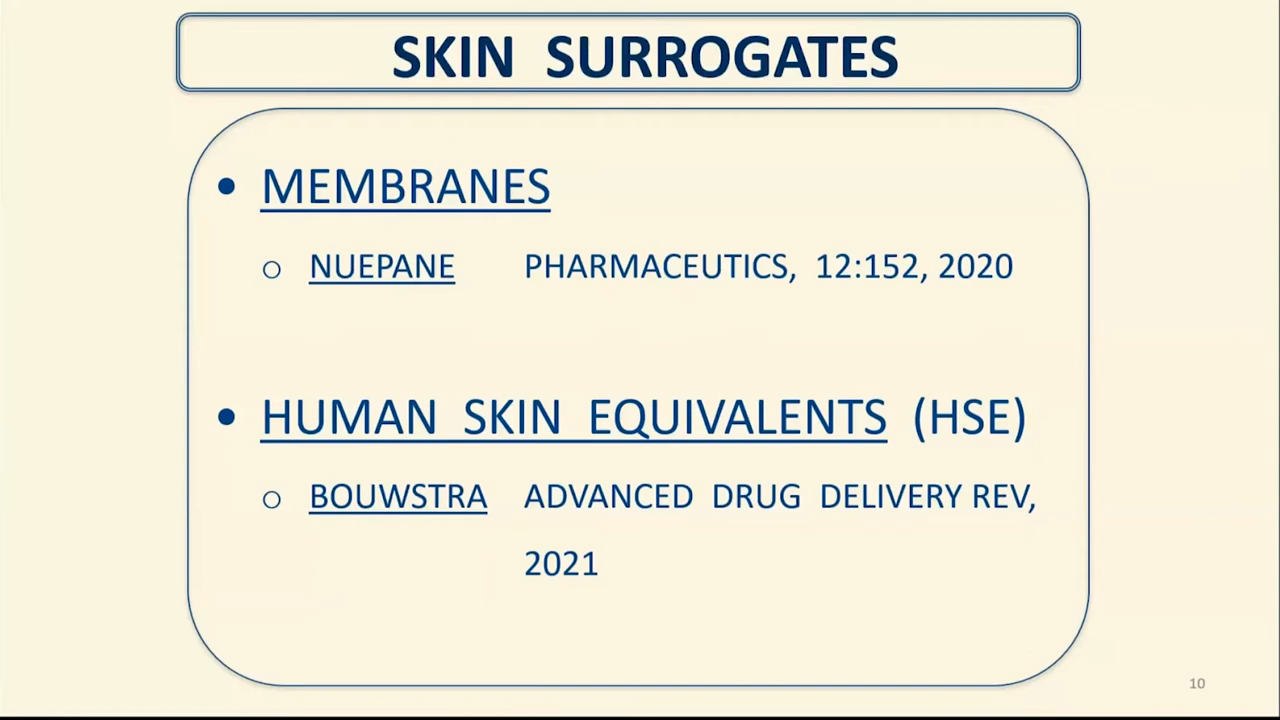 SKIN SURROGATES
• MEMBRANES
o NUEPANE PHARMACEUTICS, 12:152, 2020
• HUMAN SKIN EQUIVALENTS (HSE)
o BOUWSTRA ADVANCED DRUG DELIVERY REV,
2021
10